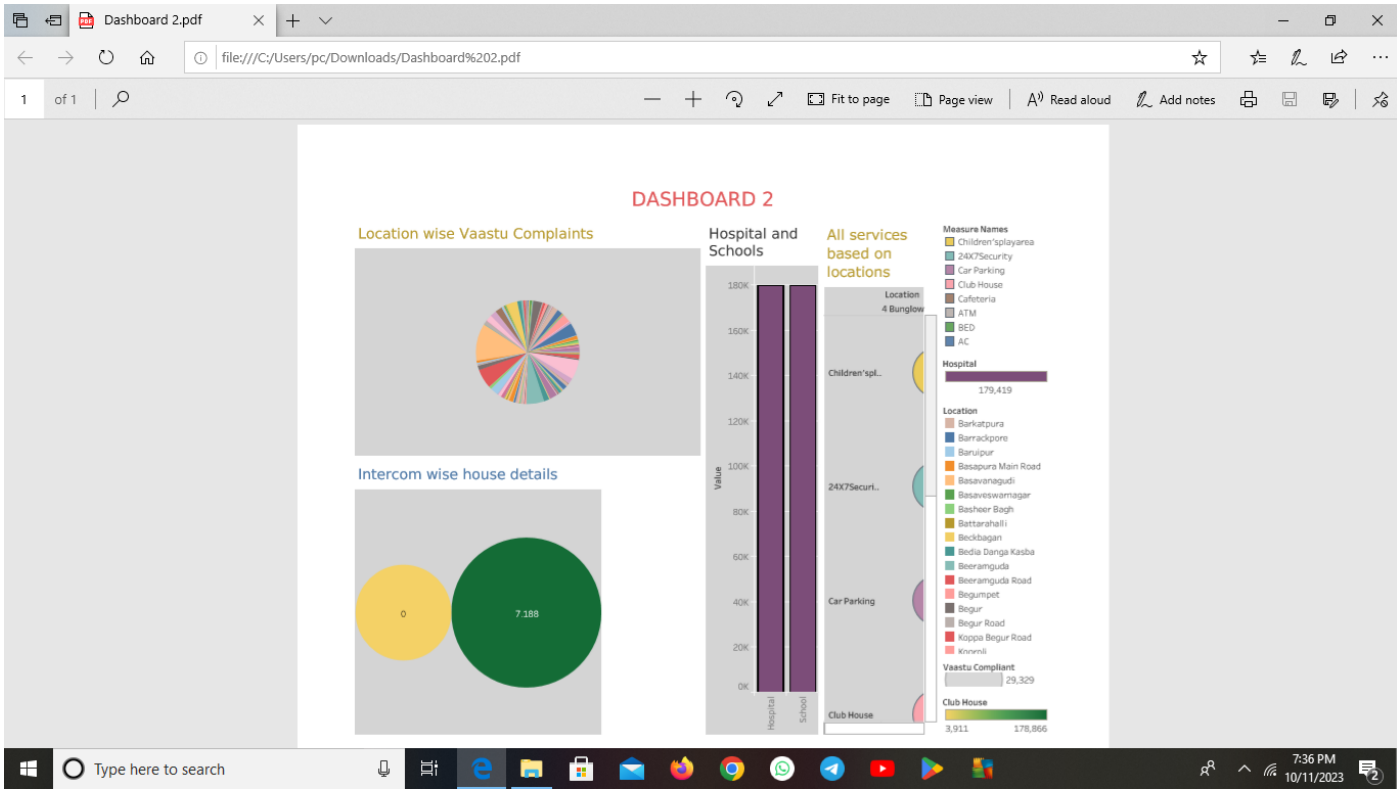 Dashboard 2.pdf
file:///C:/Users/pc/Downloads/Dashboard%202.pdf
1 of 1
Fit to page
Page view
Read aloud
Add notes
DASHBOARD 2
Location wise Vaastu Complaints
Intercom wise house details
0
7.188
Hospital and
Schools
Value
180K
160K
140K
120K
100K
80K
60K
40K
20K
0K
Hospital
School
All services
based on
locations
Location
4 Bunglow
Children'spl..
24X7Securi..
Car Parking
Club House
Measure Names
Children'splayarea
24X7Security
Car Parking
Club House
Cafeteria
ATM
BED
AC
Hospital
179,419
Location
Barkatpura
Barrackpore
Baruipur
Basapura Main Road
Basavanagudi
Basaveswarnagar
Basheer Bagh
Battarahalli
Beckbagan
Bedia Danga Kasba
Beeramguda
Beeramguda Road
Begumpet
Begur
Begur Road
Koppa Begur Road
Vaastu Compliant
29,329
Club House
3,911 178,866
Type here to search
7:36 PM
10/11/2023
2